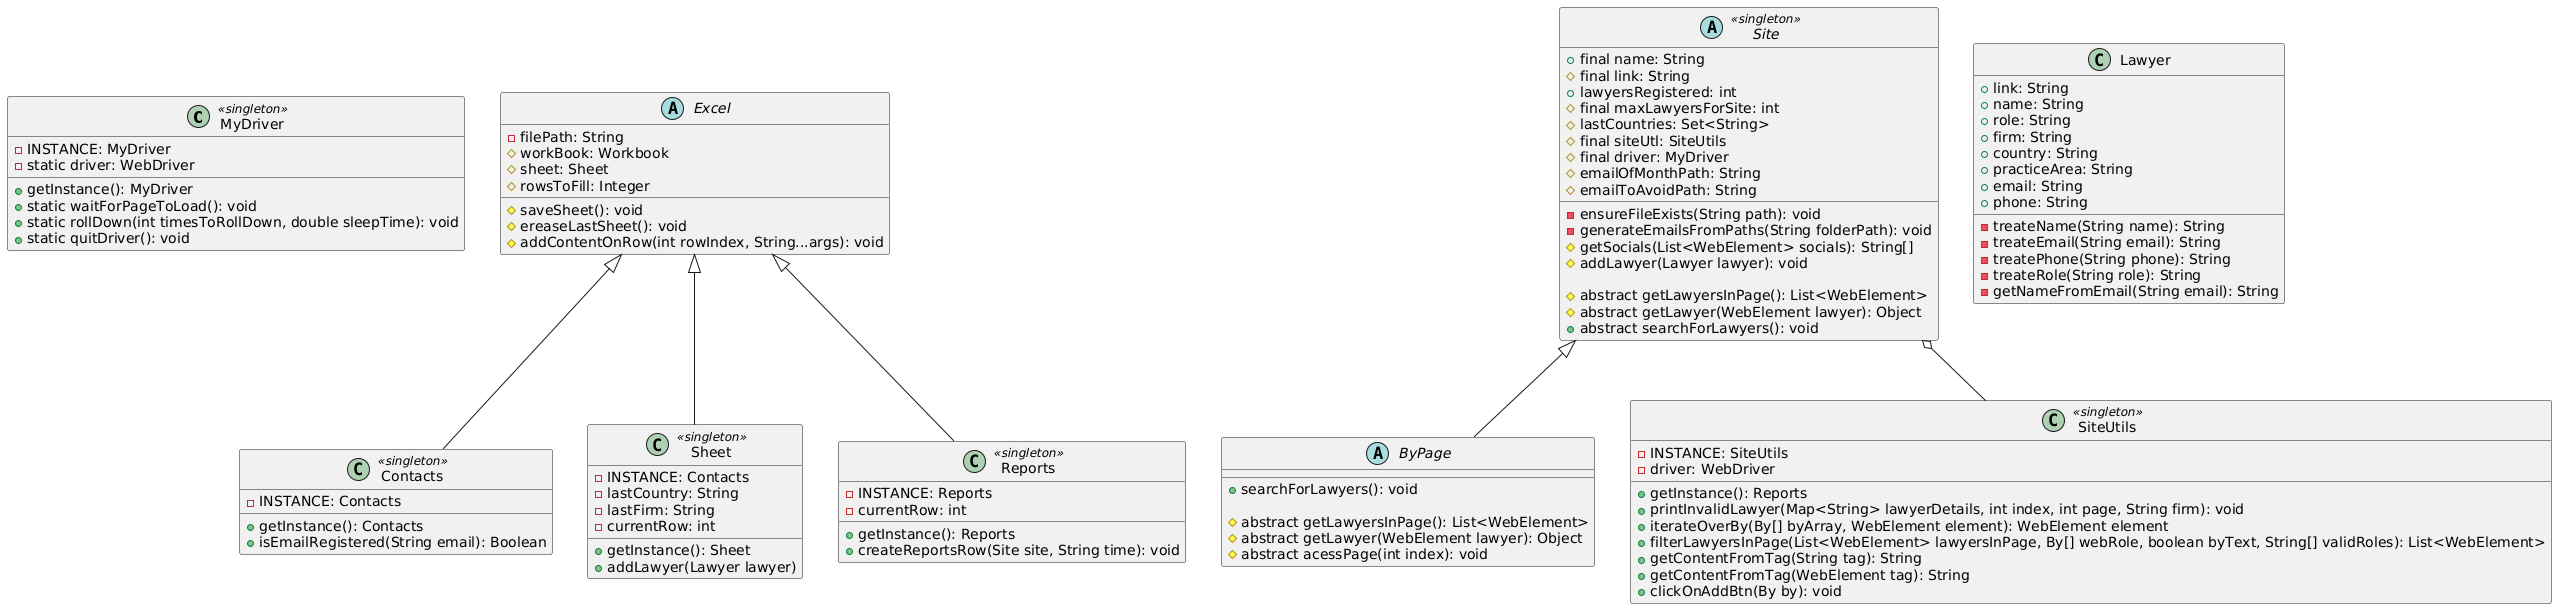 C «singleton»
MyDriver
INSTANCE: MyDriver
static driver: WebDriver
getInstance(): MyDriver
static waitForPageToLoad(): void
static rollDown(int timesToRollDown, double sleepTime): void
static quitDriver(): void
A Excel
filePath: String
workBook: Workbook
sheet: Sheet
rowsToFill: Integer
saveSheet(): void
ereaseLastSheet(): void
addContentOnRow(int rowIndex, String...args): void
A «singleton»
Site
final name: String
final link: String
lawyersRegistered: int
final maxLawyersForSite: int
lastCountries: Set<String>
final siteUtl: SiteUtils
final driver: MyDriver
emailOfMonthPath: String
emailToAvoidPath: String
ensureFileExists(String path): void
generateEmailsFromPaths(String folderPath): void
getSocials(List<WebElement> socials): String[]
addLawyer(Lawyer lawyer): void
abstract getLawyersInPage(): List<WebElement>
abstract getLawyer(WebElement lawyer): Object
abstract searchForLawyers(): void
C Lawyer
link: String
name: String
role: String
firm: String
country: String
practiceArea: String
email: String
phone: String
treateName(String name): String
treateEmail(String email): String
treatePhone(String phone): String
treateRole(String role): String
getNameFromEmail(String email): String
C «singleton»
Contacts
INSTANCE: Contacts
getInstance(): Contacts
isEmailRegistered(String email): Boolean
C «singleton»
Sheet
INSTANCE: Contacts
lastCountry: String
lastFirm: String
currentRow: int
getInstance(): Sheet
addLawyer(Lawyer lawyer)
C «singleton»
Reports
INSTANCE: Reports
currentRow: int
getInstance(): Reports
createReportsRow(Site site, String time): void
A ByPage
searchForLawyers(): void
abstract getLawyersInPage(): List<WebElement>
abstract getLawyer(WebElement lawyer): Object
abstract acessPage(int index): void
C «singleton»
SiteUtils
INSTANCE: SiteUtils
driver: WebDriver
getInstance(): Reports
printInvalidLawyer(Map<String> lawyerDetails, int index, int page, String firm): void
iterateOverBy(By[] byArray, WebElement element): WebElement element
filterLawyersInPage(List<WebElement> lawyersInPage, By[] webRole, boolean byText, String[] validRoles): List<WebElement>
getContentFromTag(String tag): String
getContentFromTag(WebElement tag): String
clickOnAddBtn(By by): void